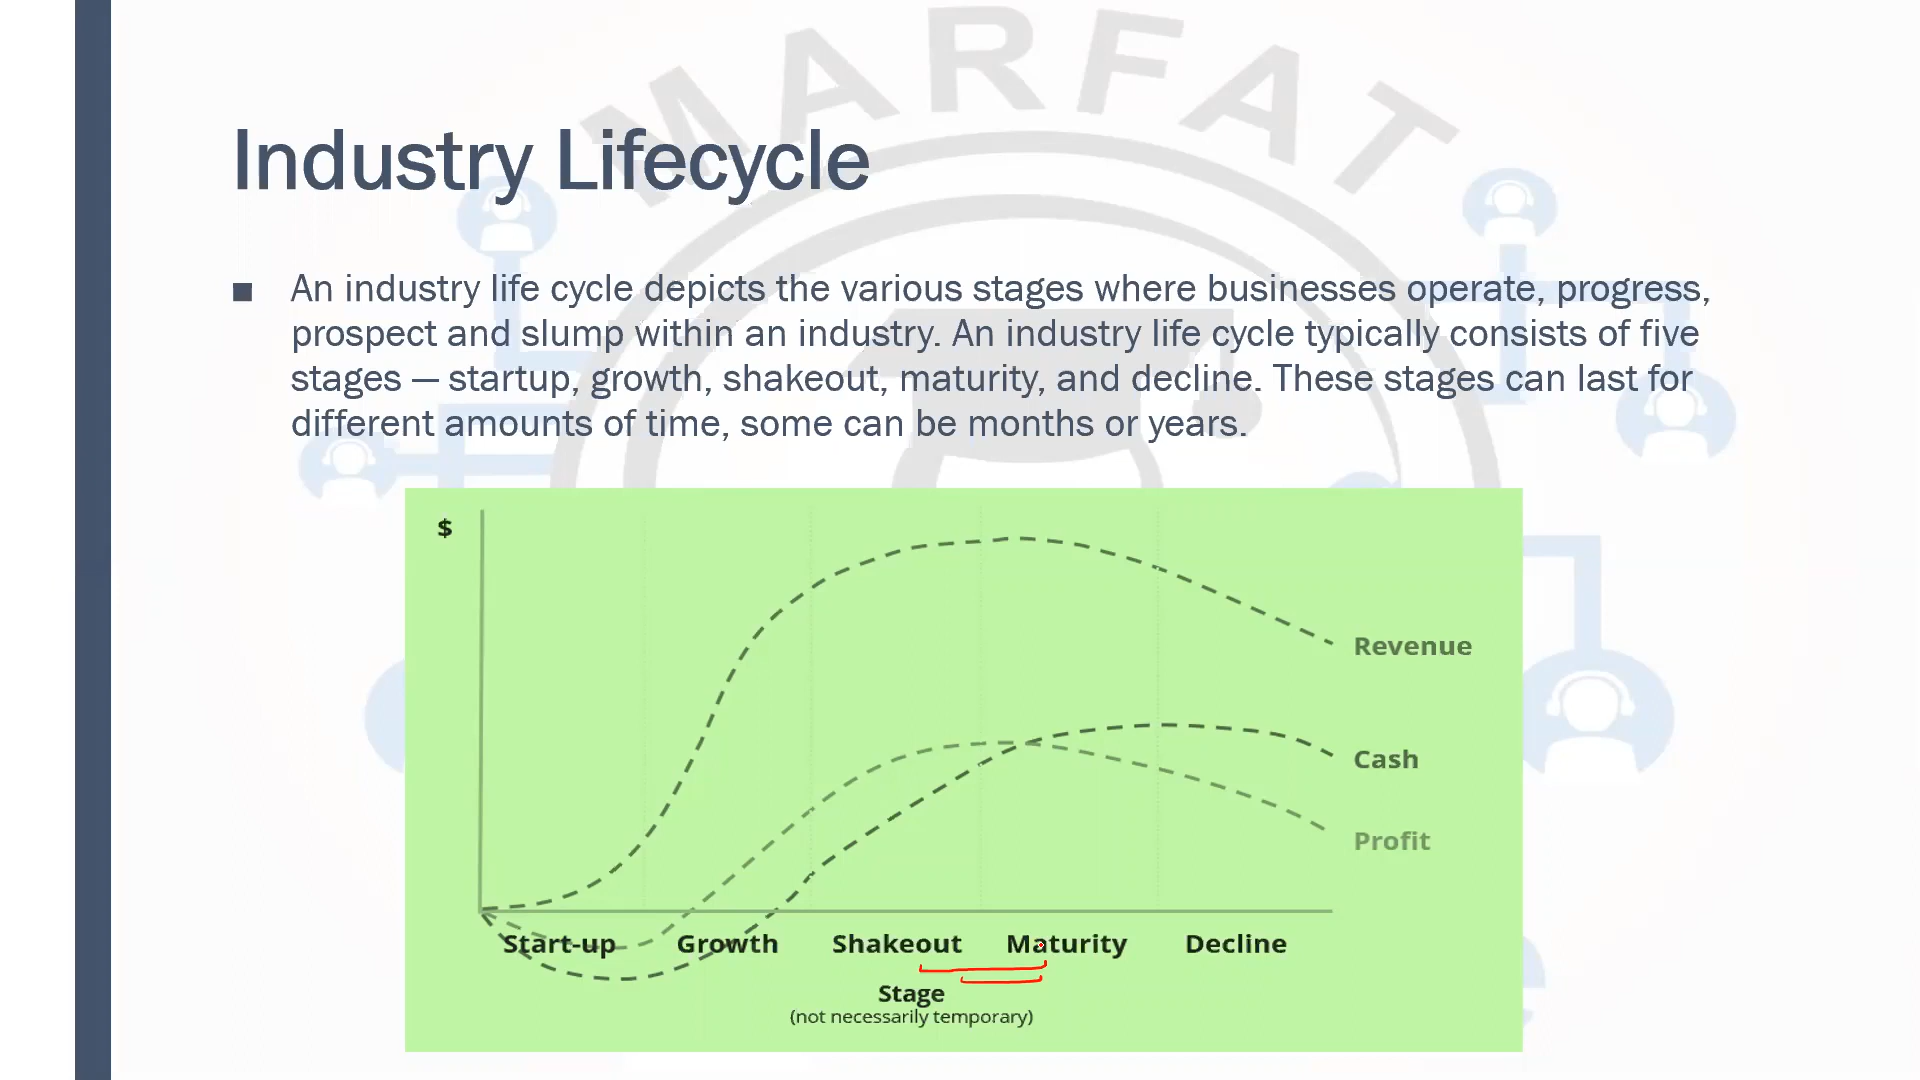 MARFAT
Industry Lifecycle
■ An industry life cycle depicts the various stages where businesses operate, progress,
prospect and slump within an industry. An industry life cycle typically consists of five
stages — startup, growth, shakeout, maturity, and decline. These stages can last for
different amounts of time, some can be months or years.
$
Revenue
Cash
Profit
Start-up Growth Shakeout Maturity Decline
Stage
(not necessarily temporary)